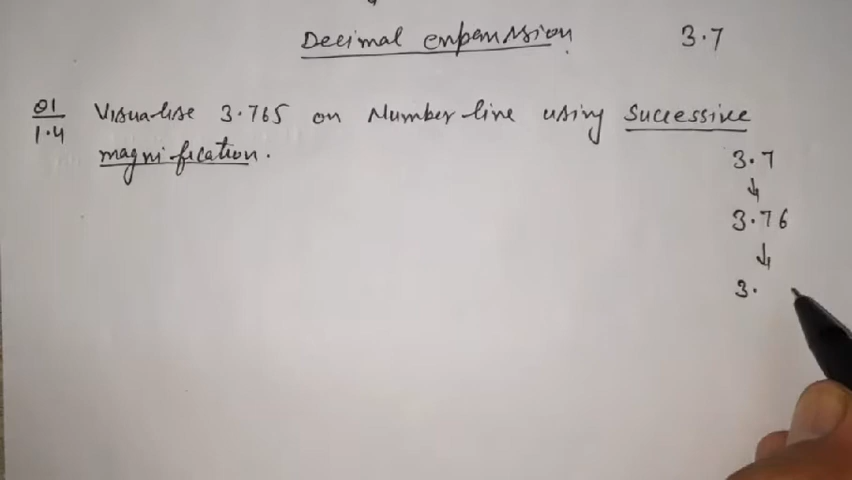 Decimal expansion 3.7
Q1 Visualise 3.765 on Number line using Successive
1.4 magnification.
3.7
↓
3.76
↓
3.